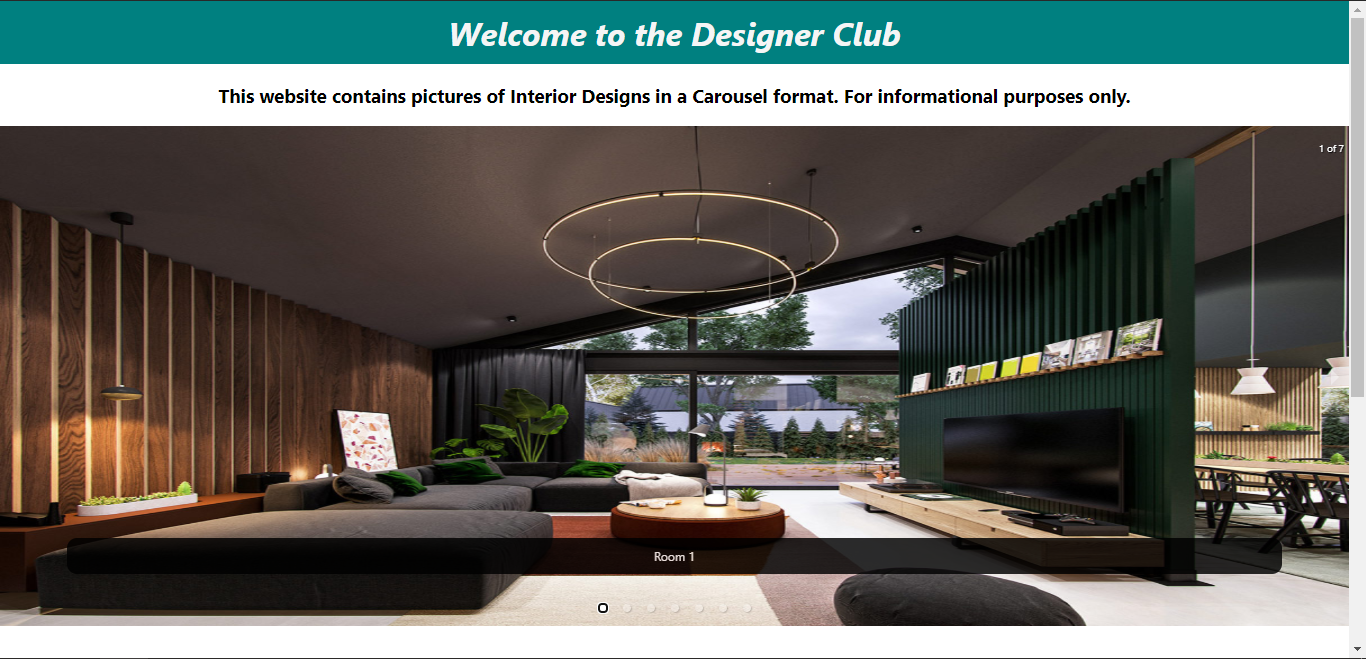 Welcome to the Designer Club
This website contains pictures of Interior Designs in a Carousel format. For informational purposes only.
1 of 7
Room 1